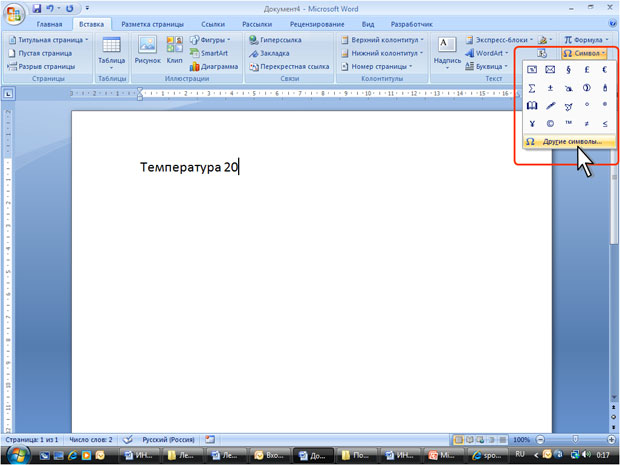 Документ4 - Microsoft Word
Главная Вставка Разметка страницы Ссылки Рассылки Рецензирование Вид Разработчик
Титульная страница
Пустая страница
Разрыв страницы
Страницы
Таблица
Таблицы
Рисунок Клип
Фигуры
SmartArt
Диаграмма
Иллюстрации
Гиперссылка
Закладка
Перекрестная ссылка
Связи
Верхний колонтитул
Нижний колонтитул
Номер страницы
Колонтитулы
Надпись
Экспресс-блоки
WordArt
Буквица
Текст
π Формула
Ω Символ
§ £ €
Σ ±
° *
¥ © ™ ≠ ≤
Ω Другие символы...
Температура 20
Страница: 1 из 1 Число слов: 2 Русский (Россия) 100%
ИН... Ле... Ле... Вхо... До... По... ИН... Mi... spo... RU 0:17